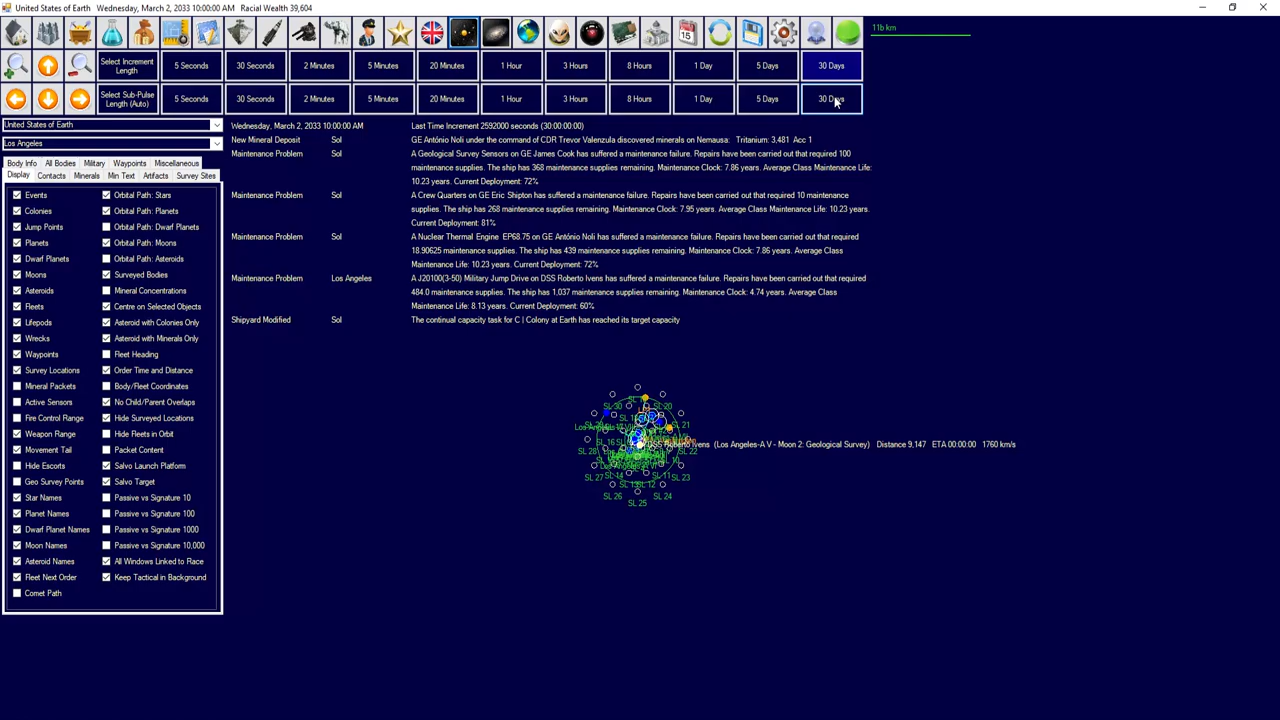 United States of Earth   Wednesday, March 2, 2033 10:00:00 AM   Racial Wealth 39,604
11b km
Select Increment Length   5 Seconds   30 Seconds   2 Minutes   5 Minutes   20 Minutes   1 Hour   3 Hours   8 Hours   1 Day   5 Days   30 Days
Select Sub-Pulse Length (Auto)   5 Seconds   30 Seconds   2 Minutes   5 Minutes   20 Minutes   1 Hour   3 Hours   8 Hours   1 Day   5 Days   30 Days
United States of Earth
Los Angeles
Body Info   All Bodies   Military   Waypoints   Miscellaneous
Display   Contacts   Minerals   Min Text   Artifacts   Survey Sites
Events   Orbital Path: Stars
Colonies   Orbital Path: Planets
Jump Points   Orbital Path: Dwarf Planets
Planets   Orbital Path: Moons
Dwarf Planets   Orbital Path: Asteroids
Moons   Surveyed Bodies
Asteroids   Mineral Concentrations
Fleets   Centre on Selected Objects
Lifepods   Asteroid with Colonies Only
Wrecks   Asteroid with Minerals Only
Waypoints   Fleet Heading
Survey Locations   Order Time and Distance
Mineral Packets   Body/Fleet Coordinates
Active Sensors   No Child/Parent Overlaps
Fire Control Range   Hide Surveyed Locations
Weapon Range   Hide Fleets in Orbit
Movement Tail   Packet Content
Hide Escorts   Salvo Launch Platform
Geo Survey Points   Salvo Target
Star Names   Passive vs Signature 10
Planet Names   Passive vs Signature 100
Dwarf Planet Names   Passive vs Signature 1000
Moon Names   Passive vs Signature 10,000
Asteroid Names   All Windows Linked to Race
Fleet Next Order   Keep Tactical in Background
Comet Path
Wednesday, March 2, 2033 10:00:00 AM   Last Time Increment 2592000 seconds (30:00:00:00)
New Mineral Deposit   Sol   GE António Noli under the command of CDR Trevor Valenzula discovered minerals on Nemausa:   Tritanium: 3,481  Acc 1
Maintenance Problem   Sol   A Geological Survey Sensors on GE James Cook has suffered a maintenance failure. Repairs have been carried out that required 100
maintenance supplies. The ship has 368 maintenance supplies remaining. Maintenance Clock: 7.86 years. Average Class Maintenance Life:
10.23 years. Current Deployment: 72%
Maintenance Problem   Sol   A Crew Quarters on GE Eric Shipton has suffered a maintenance failure. Repairs have been carried out that required 10 maintenance
supplies. The ship has 268 maintenance supplies remaining. Maintenance Clock: 7.95 years. Average Class Maintenance Life: 10.23 years.
Current Deployment: 81%
Maintenance Problem   Sol   A Nuclear Thermal Engine  EP68.75 on GE António Noli has suffered a maintenance failure. Repairs have been carried out that required
18.90625 maintenance supplies. The ship has 439 maintenance supplies remaining. Maintenance Clock: 7.86 years. Average Class
Maintenance Life: 10.23 years. Current Deployment: 72%
Maintenance Problem   Los Angeles   A J20100(3-50) Military Jump Drive on DSS Roberto Ivens has suffered a maintenance failure. Repairs have been carried out that required
484.0 maintenance supplies. The ship has 1,037 maintenance supplies remaining. Maintenance Clock: 4.74 years. Average Class
Maintenance Life: 8.13 years. Current Deployment: 60%
Shipyard Modified   Sol   The continual capacity task for C | Colony at Earth has reached its target capacity
SL 30   SL 20
SL 21
DSS Roberto Ivens   (Los Angeles-A V - Moon 2: Geological Survey)   Distance 9,147   ETA 00:00:00   1760 km/s
SL 16
SL 28   SL 22
SL 27   SL 14   SL 11   SL 23
SL 12
SL 26   SL 24
SL 25